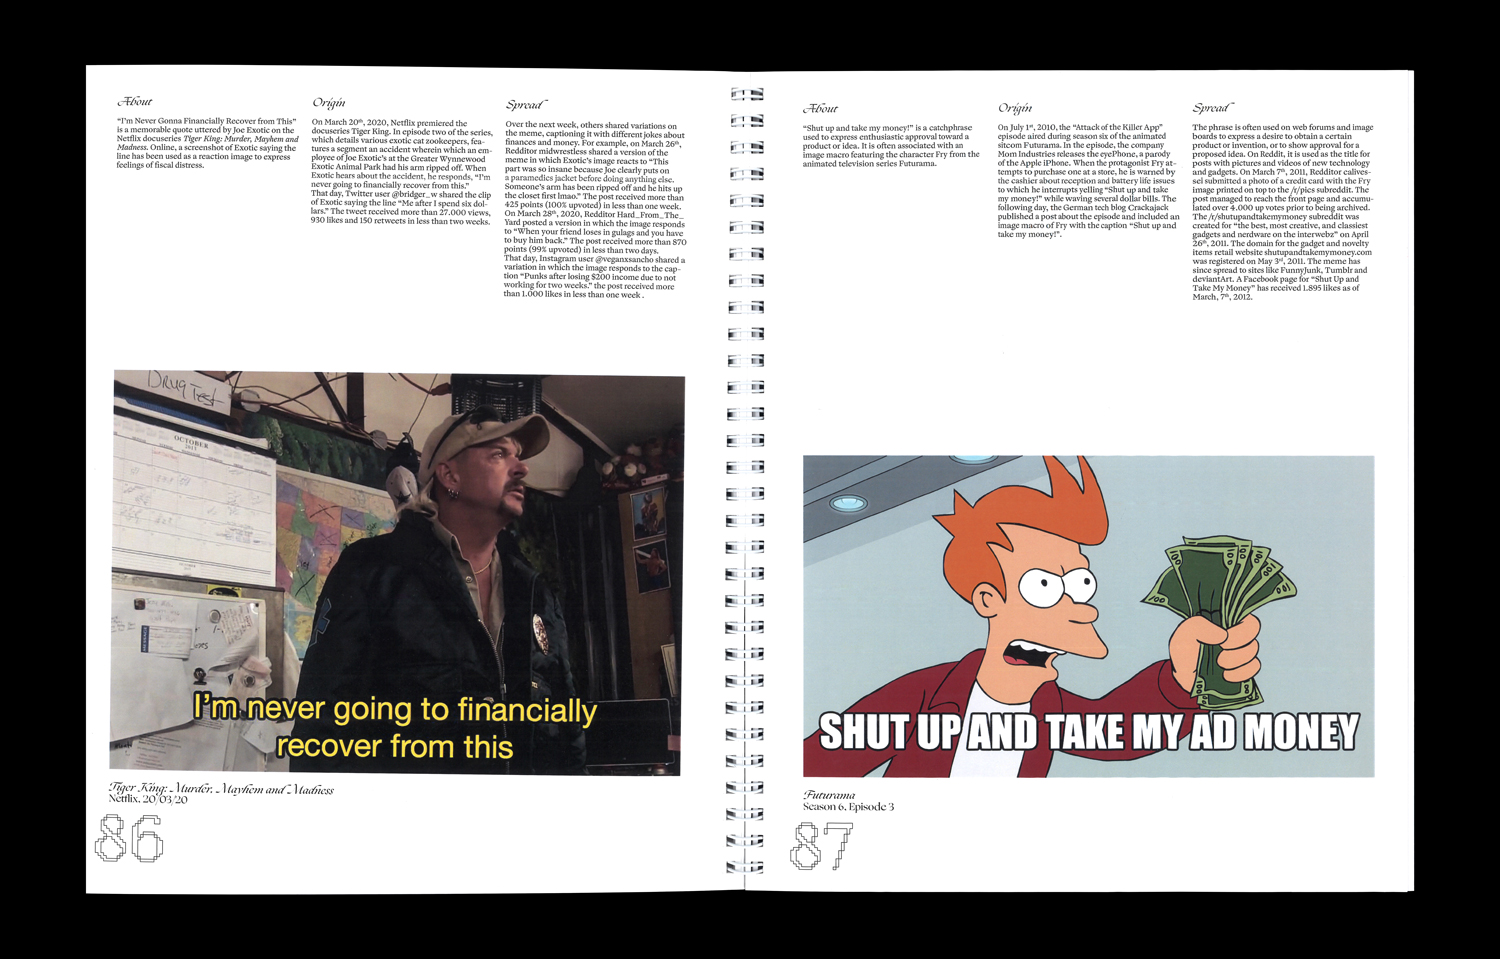 About
“I’m Never Gonna Financially Recover from This”
is a memorable quote uttered by Joe Exotic on the
Netflix docuseries Tiger King: Murder, Mayhem and
Madness. Online, a screenshot of Exotic saying the
line has been used as a reaction image to express
feelings of fiscal distress.
Origin
On March 20th, 2020, Netflix premiered the
docuseries Tiger King. In episode two of the series,
which details various exotic cat zookeepers, fea-
tures a segment an accident wherein which an em-
ployee of Joe Exotic’s at the Greater Wynnewood
Exotic Animal Park had his arm ripped off. When
Exotic hears about the accident, he responds, “I’m
never going to financially recover from this.”
That day, Twitter user @bridger_w shared the clip
of Exotic saying the line “Me after I spend six dol-
lars.” The tweet received more than 27.000 views,
930 likes and 150 retweets in less than two weeks.
Spread
Over the next week, others shared variations on
the meme, captioning it with different jokes about
finances and money. For example, on March 26th,
Redditor midwrestless shared a version of the
meme in which Exotic’s image reacts to “This
part was so insane because Joe clearly puts on
a paramedics jacket before doing anything else.
Someone’s arm has been ripped off and he hits up
the closest first lmao.” The post received more than
425 points (100% upvoted) in less than one week.
On March 28th, 2020, Redditor Hard_From_The_
Yard posted a version in which the image responds
to “When your friend loses in gulags and you have
to buy him back.” The post received more than 870
points (99% upvoted) in less than two days.
That day, Instagram user @veganxsancho shared a
variation in which the image responds to the cap-
tion “Punks after losing $200 income due to not
working for two weeks.” the post received more
than 1.000 likes in less than one week .
Drug Test
OCTOBER
I’m never going to financially
recover from this
Tiger King: Murder, Mayhem and Madness
Netflix, 20/03/20
86
About
“Shut up and take my money!” is a catchphrase
used to express enthusiastic approval toward a
product or idea. It is often associated with an
image macro featuring the character Fry from the
animated television series Futurama.
Origin
On July 1st, 2010, the “Attack of the Killer App”
episode aired during season six of the animated
sitcom Futurama. In the episode, the company
Mom Industries releases the eyePhone, a parody
of the Apple iPhone. When the protagonist Fry at-
tempts to purchase one at a store, he is warned by
the cashier about reception and battery life issues
to which he interrupts yelling “Shut up and take
my money!” while waving several dollar bills. The
following day, the German tech blog Crackajack
published a post about the episode and included an
image macro of Fry with the caption “Shut up and
take my money!”.
Spread
The phrase is often used on web forums and image
boards to express a desire to obtain a certain
product or invention, or to show approval for a
proposed idea. On Reddit, it is used as the title for
posts with pictures and videos of new technology
and gadgets. On March 7th, 2011, Redditor calives-
sel submitted a photo of a credit card with the Fry
image printed on top to the /r/pics subreddit. The
post managed to reach the front page and accumu-
lated over 4.000 up votes prior to being archived.
The /r/shutupandtakemymoney subreddit was
created for “the best, most creative, and classiest
gadgets and nerdware on the interwebz” on April
26th, 2011. The domain for the gadget and novelty
items retail website shutupandtakemymoney.com
was registered on May 3rd, 2011. The meme has
since spread to sites like FunnyJunk, Tumblr and
deviantArt. A Facebook page for “Shut Up and
Take My Money” has received 1.895 likes as of
March, 7th, 2012.
SHUT UP AND TAKE MY AD MONEY
Futurama
Season 6, Episode 3
87